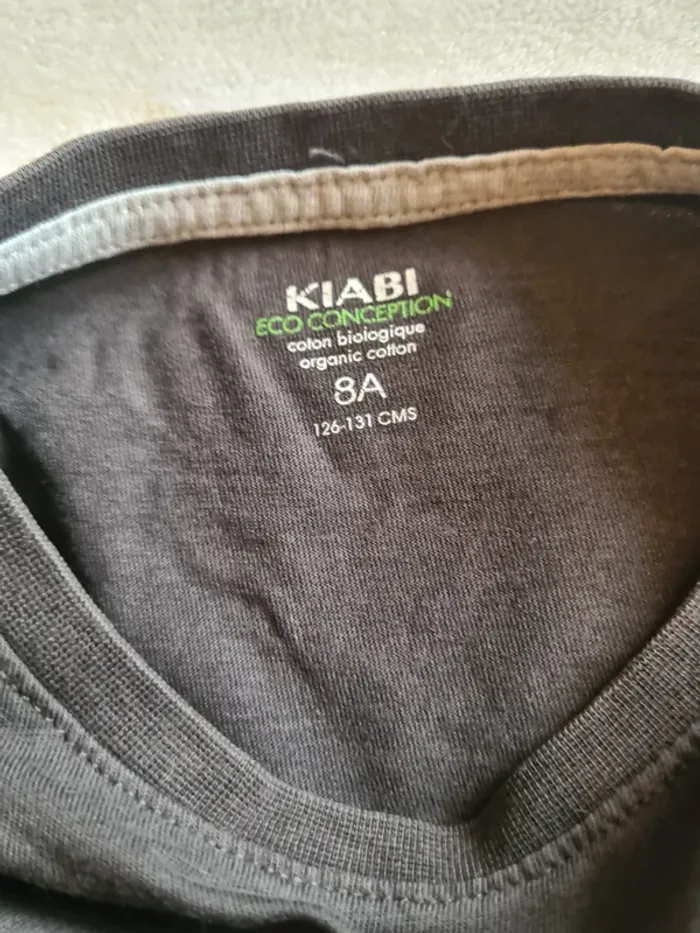 KIABI
ECO CONCEPTION
coton biologique
organic cotton
8A
126-131 CMS